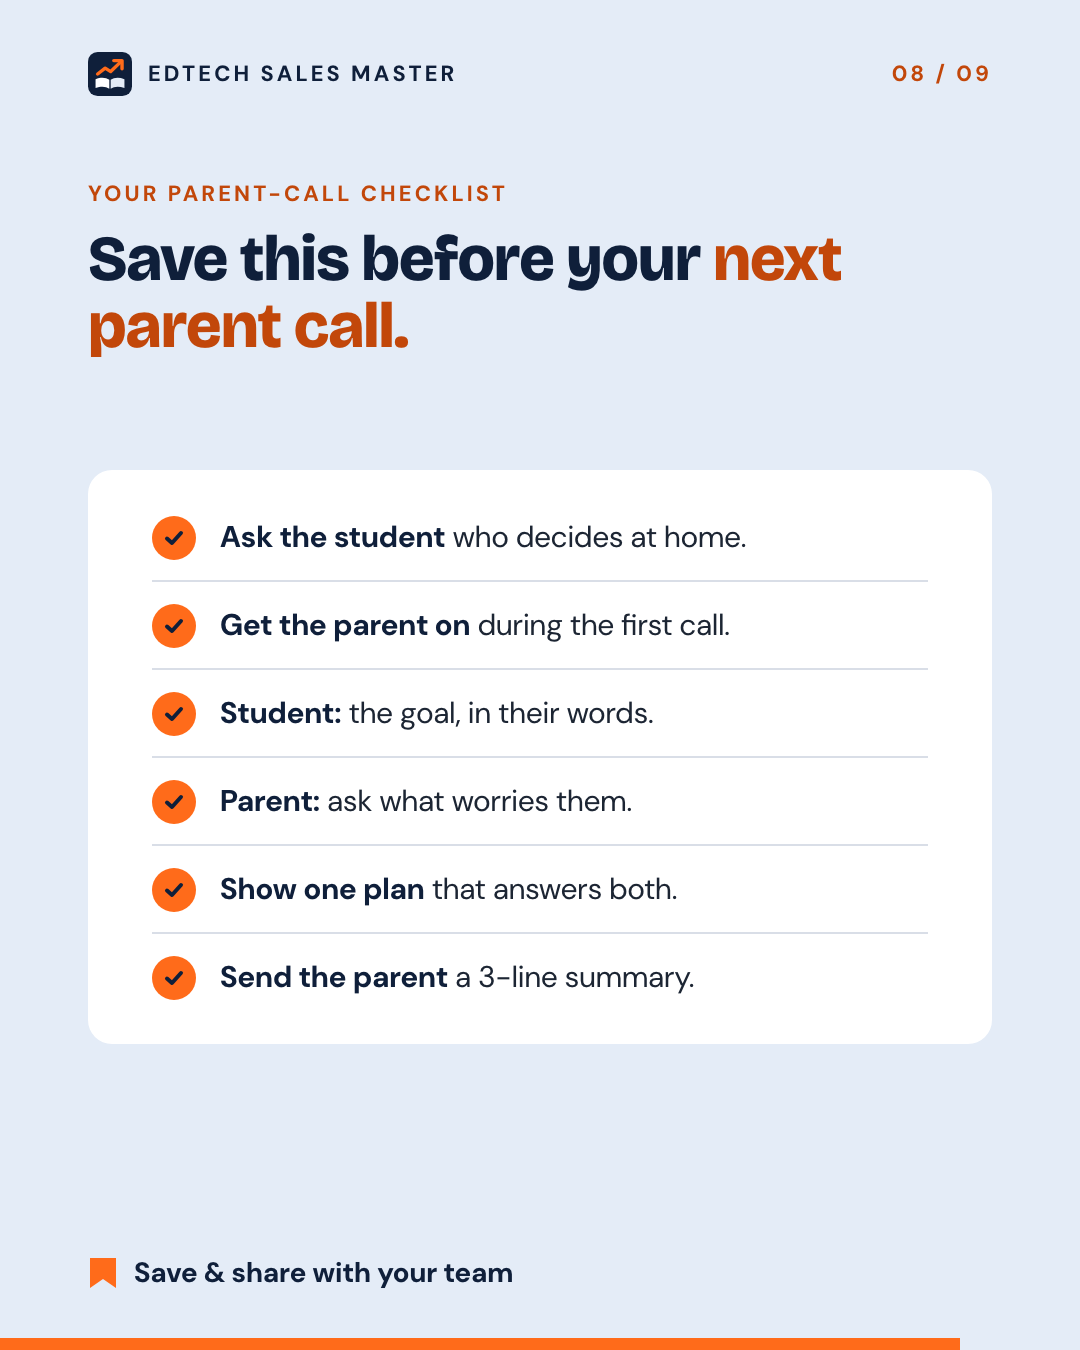 EDTECH SALES MASTER
08 / 09
YOUR PARENT-CALL CHECKLIST
Save this before your next
parent call.
Ask the student who decides at home.
Get the parent on during the first call.
Student: the goal, in their words.
Parent: ask what worries them.
Show one plan that answers both.
Send the parent a 3-line summary.
Save & share with your team